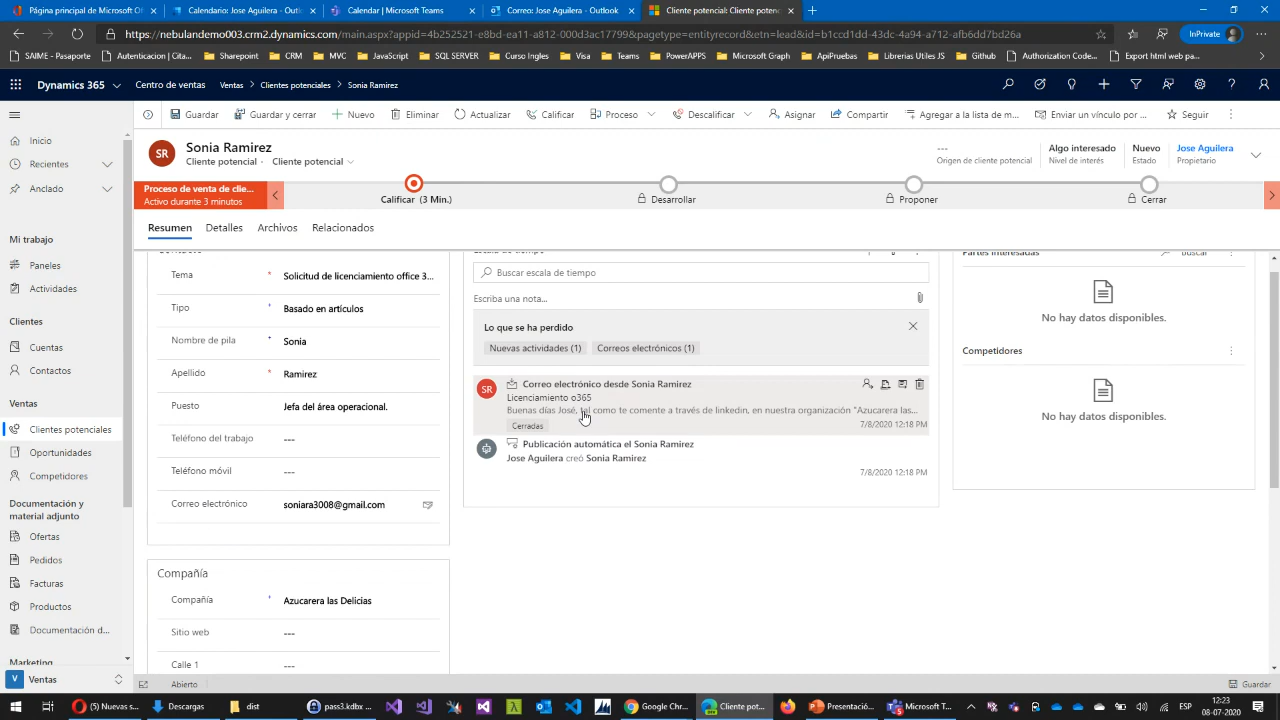 Página principal de Microsoft Of
Calendario: Jose Aguilera - Outlo
Calendar | Microsoft Teams
Correo: Jose Aguilera - Outlook
Cliente potencial: Cliente potenc
https://nebulandemo003.crm2.dynamics.com/main.aspx?appid=4b252521-e8bd-ea11-a812-000d3ac17799&pagetype=entityrecord&etn=lead&id=b1ccd1dd-43dc-4a94-a712-afb6dd7bd26a
InPrivate
SAIME - Pasaporte
Autenticación | Cita...
Sharepoint
CRM
MVC
JavaScript
SQL SERVER
Curso Ingles
Visa
Teams
PowerAPPS
Microsoft Graph
ApiPruebas
Microsoft Learning
Github
Authorization Code...
Export html web pa...
Dynamics 365
Centro de ventas
Ventas > Clientes potenciales > Sonia Ramirez
Guardar
Guardar y cerrar
Nuevo
Eliminar
Actualizar
Calificar
Proceso
Descalificar
Asignar
Compartir
Agregar a la lista de m...
Enviar un vínculo por ...
Seguir
Inicio
Recientes
Anclado
Mi trabajo
Paneles
Actividades
Clientes
Cuentas
Contactos
Ventas
Clientes potenciales
Oportunidades
Competidores
Documentación y
material adjunto
Ofertas
Pedidos
Facturas
Productos
Documentación d...
Marketing
V Ventas
SR
Sonia Ramirez
Cliente potencial · Cliente potencial
---
Origen de cliente potencial
Algo interesado
Nivel de interés
Nuevo
Estado
Jose Aguilera
Propietario
Proceso de venta de clie...
Activo durante 3 minutos
Calificar (3 Min.)
Desarrollar
Proponer
Cerrar
Resumen
Detalles
Archivos
Relacionados
Tema * Solicitud de licenciamiento office 3...
Tipo * Basado en artículos
Nombre de pila * Sonia
Apellido * Ramirez
Puesto Jefa del área operacional.
Teléfono del trabajo ---
Teléfono móvil ---
Correo electrónico soniara3008@gmail.com
Compañía
Compañía * Azucarera las Delicias
Sitio web ---
Calle 1 ---
Escala de tiempo
Buscar escala de tiempo
Escriba una nota...
Lo que se ha perdido
Nuevas actividades (1)
Correos electrónicos (1)
SR
Correo electrónico desde Sonia Ramirez
Licenciamiento o365
Buenas días José, tal como te comente a través de linkedin, en nuestra organización "Azucarera las...
Cerradas
7/8/2020 12:18 PM
Publicación automática el Sonia Ramirez
Jose Aguilera creó Sonia Ramirez
7/8/2020 12:18 PM
Partes interesadas
Buscar
No hay datos disponibles.
Competidores
No hay datos disponibles.
Abierto
Guardar
(5) Nuevas s...
Descargas
dist
pass3.kdbx ...
Google Chr...
Cliente pot...
Presentació...
Microsoft T...
ESP
12:23
08-07-2020